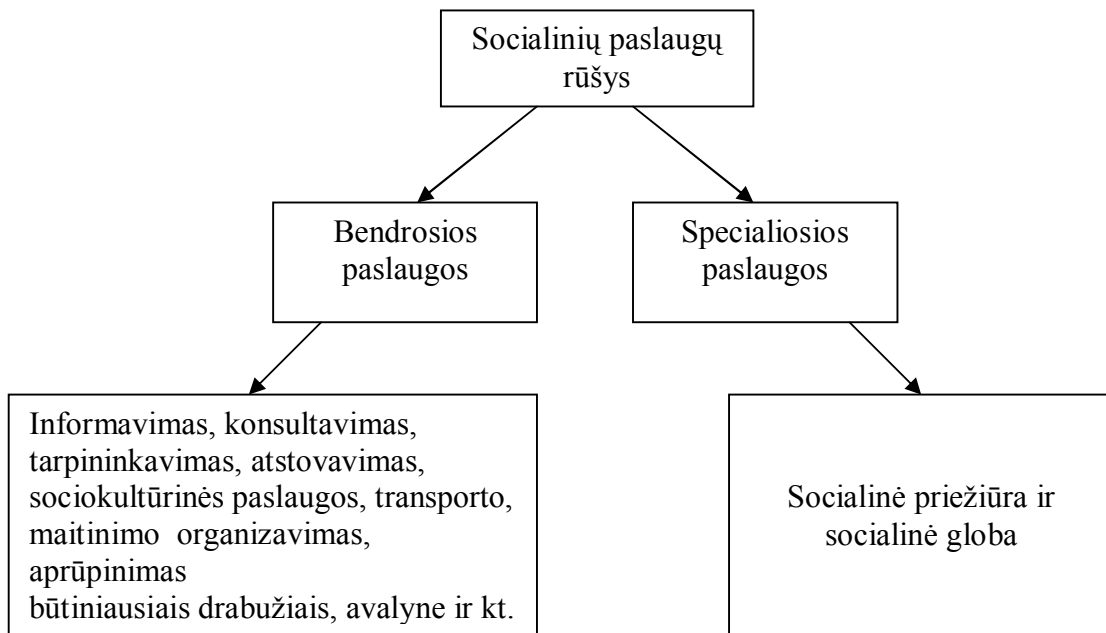 Socialinių paslaugų
rūšys
Bendrosios
paslaugos
Specialiosios
paslaugos
Informavimas, konsultavimas,
tarpininkavimas, atstovavimas,
sociokultūrinės paslaugos, transporto,
maitinimo organizavimas,
aprūpinimas
būtiniausiais drabužiais, avalyne ir kt.
Socialinė priežiūra ir
socialinė globa